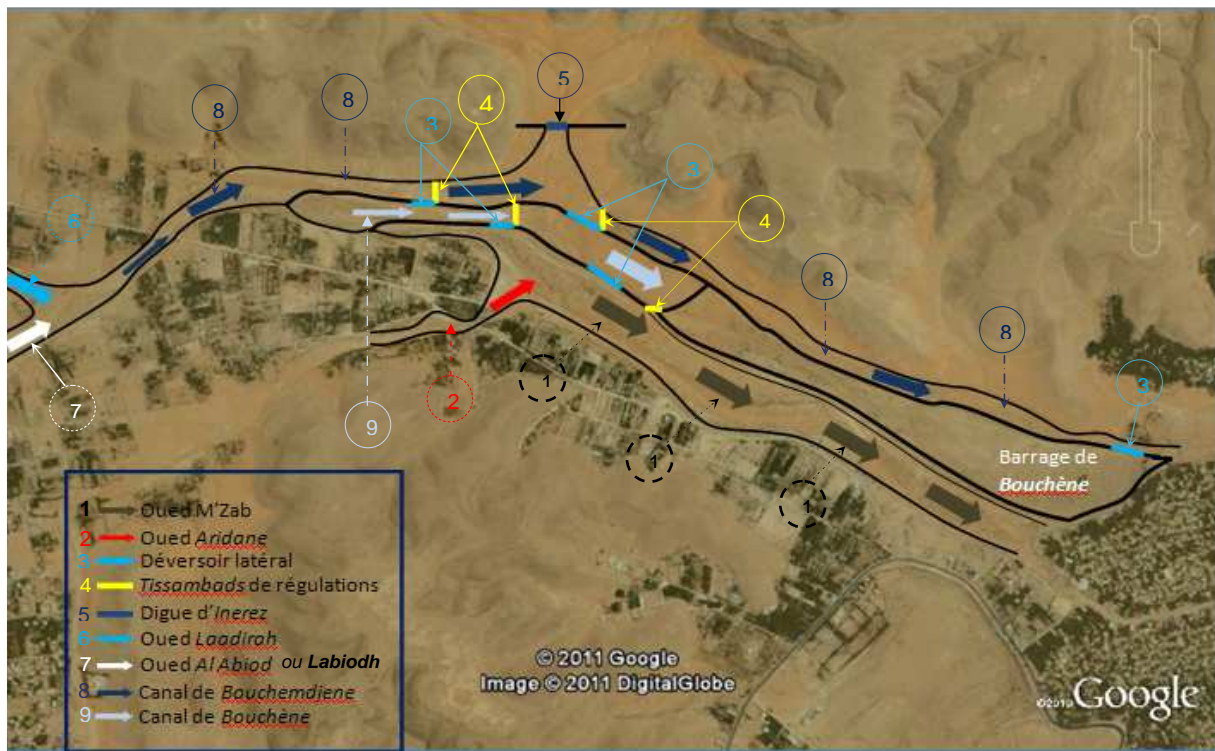 5
8
8
4
3
3
6
4
8
8
7
1
2
9
3
1
1
Barrage de
Bouchène
1 Oued M'Zab
2 Oued Aridane
3 Déversoir latéral
4 Tissambads de régulations
5 Digue d'Inerez
6 Oued Laadirah
7 Oued Al Abiod ou Labiodh
8 Canal de Bouchemdjene
9 Canal de Bouchène
© 2011 Google
Image © 2011 DigitalGlobe
©2010 Google